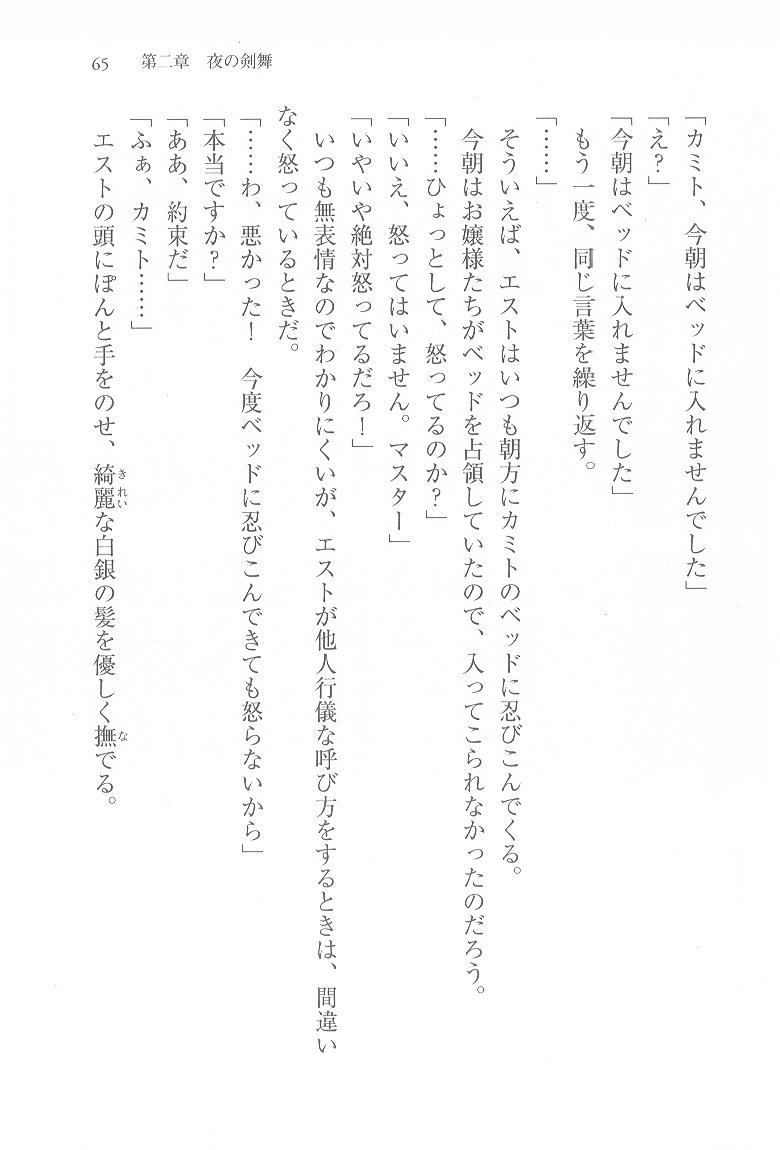 65　第二章　夜の剣舞
「カミト、今朝はベッドに入れませんでした」
「え？」
「今朝はベッドに入れませんでした」
　もう一度、同じ言葉を繰り返す。
「……」
　そういえば、エストはいつも朝方にカミトのベッドに忍びこんでくる。
　今朝はお嬢様たちがベッドを占領していたので、入ってこられなかったのだろう。
「……ひょっとして、怒ってるのか？」
「いいえ、怒ってはいません。マスター」
「いやいや絶対怒ってるだろ！」
　いつも無表情なのでわかりにくいが、エストが他人行儀な呼び方をするときは、間違い
なく怒っているときだ。
「……わ、悪かった！　今度ベッドに忍びこんできても怒らないから」
「本当ですか？」
「ああ、約束だ」
「ふぁ、カミト……」
　エストの頭にぽんと手をのせ、綺麗な白銀の髪を優しく撫でる。